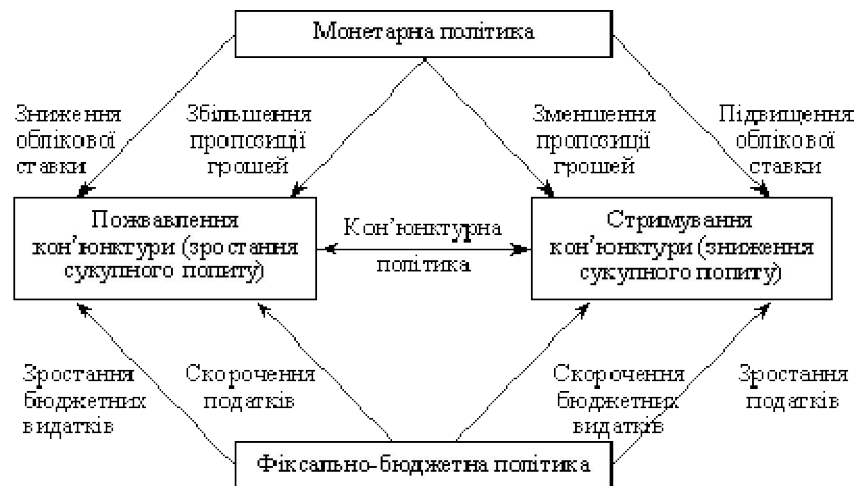 Монетарна політика
Зниження
облікової
ставки
Збільшення
пропозиції
грошей
Зменшення
пропозиції
грошей
Підвищення
облікової
ставки
Пожвавлення
кон’юнктури (зростання
сукупного попиту)
Кон’юнктурна
політика
Стримування
кон’юнктури (зниження
сукупного попиту)
Зростання
бюджетних
видатків
Скорочення
податків
Скорочення
бюджетних
видатків
Зростання
податків
Фіксально-бюджетна політика